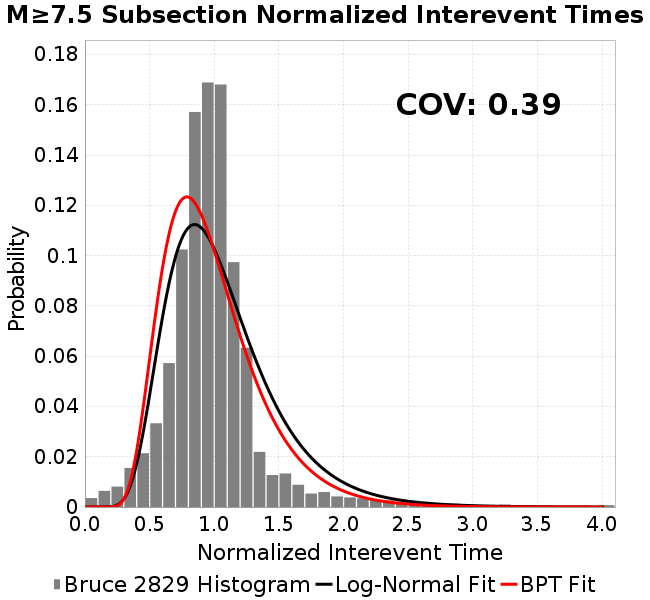 M≥7.5 Subsection Normalized Interevent Times
COV: 0.39
Probability
0.18
0.16
0.14
0.12
0.1
0.08
0.06
0.04
0.02
0
0.0 0.5 1.0 1.5 2.0 2.5 3.0 3.5 4.0
Normalized Interevent Time
Bruce 2829 Histogram Log-Normal Fit BPT Fit